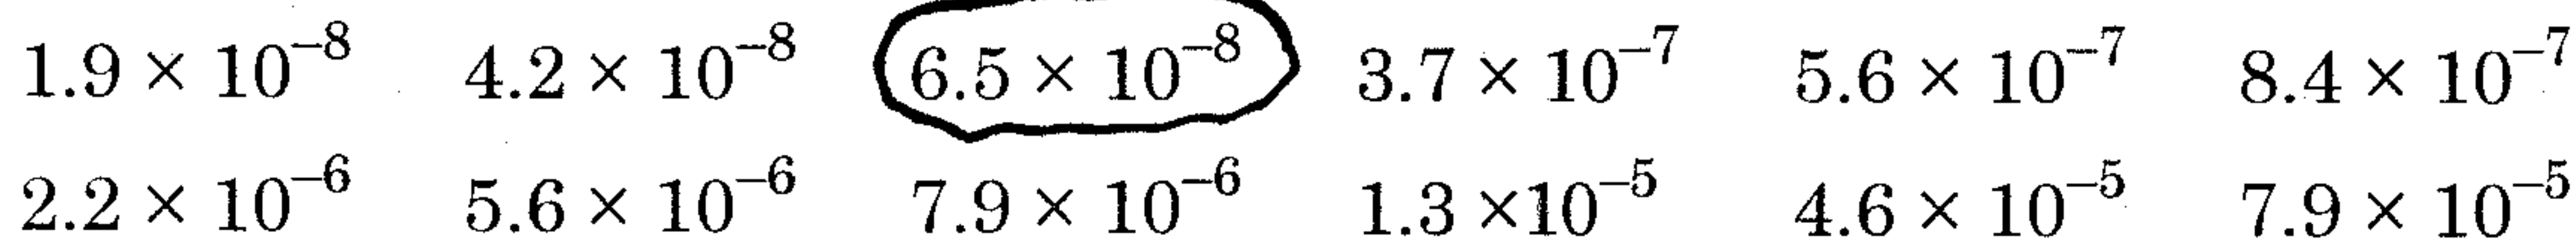 1.9 × 10⁻⁸ 4.2 × 10⁻⁸ 6.5 × 10⁻⁸ 3.7 × 10⁻⁷ 5.6 × 10⁻⁷ 8.4 × 10⁻⁷
2.2 × 10⁻⁶ 5.6 × 10⁻⁶ 7.9 × 10⁻⁶ 1.3 ×10⁻⁵ 4.6 × 10⁻⁵ 7.9 × 10⁻⁵